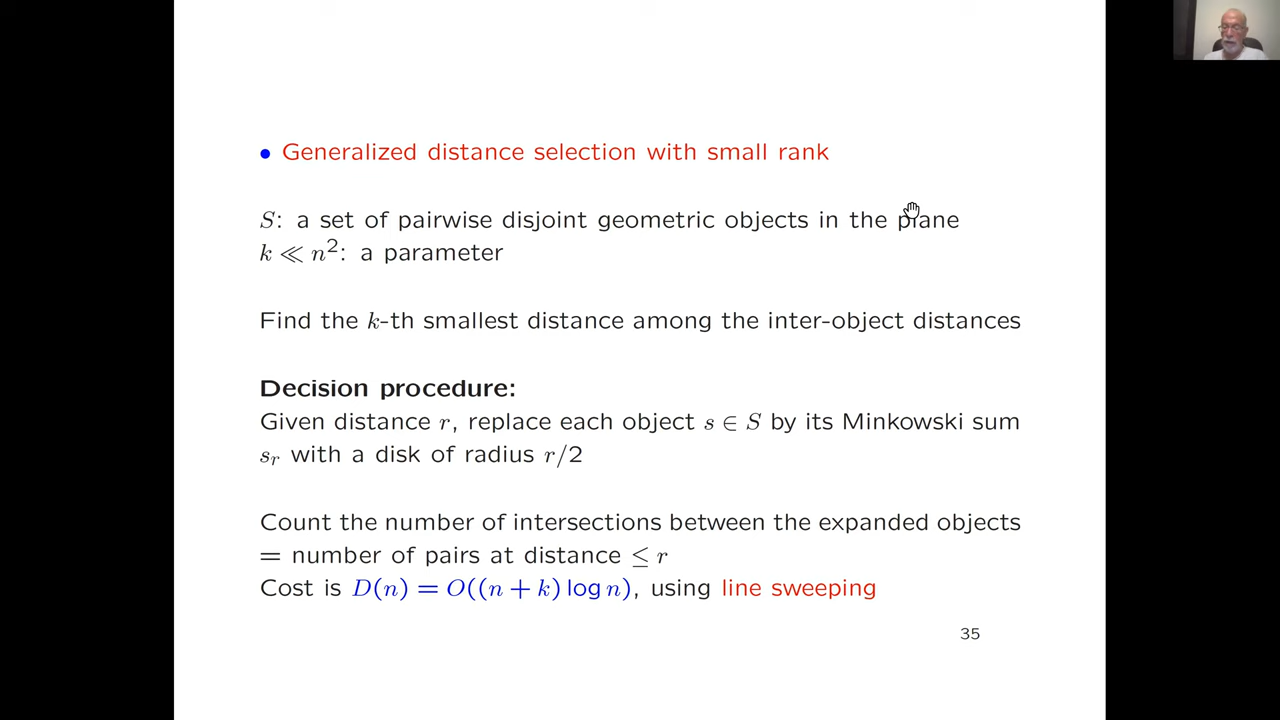 • Generalized distance selection with small rank
S: a set of pairwise disjoint geometric objects in the plane
k ≪ n²: a parameter
Find the k-th smallest distance among the inter-object distances
Decision procedure:
Given distance r, replace each object s ∈ S by its Minkowski sum
sᵣ with a disk of radius r/2
Count the number of intersections between the expanded objects
= number of pairs at distance ≤ r
Cost is D(n) = O((n + k) log n), using line sweeping
35